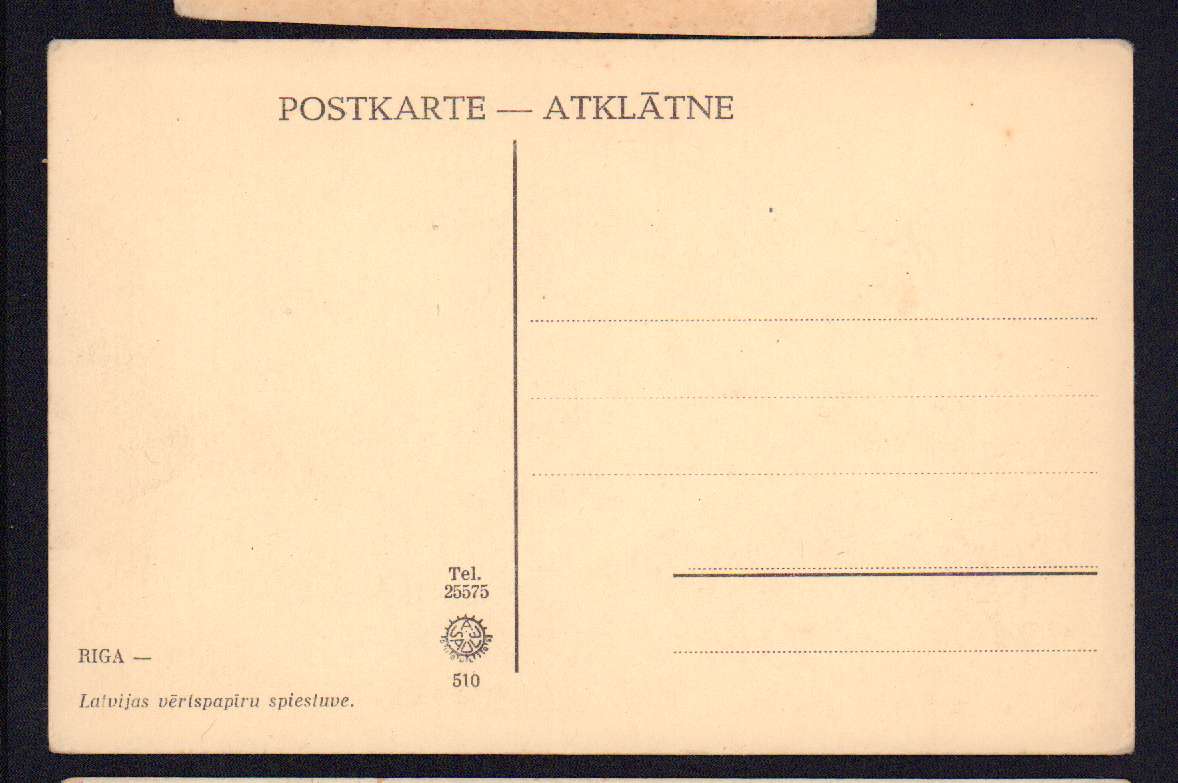 POSTKARTE — ATKLĀTNE
Tel.
25575
510
RIGA —
Latvijas vērtspapīru spiestuve.